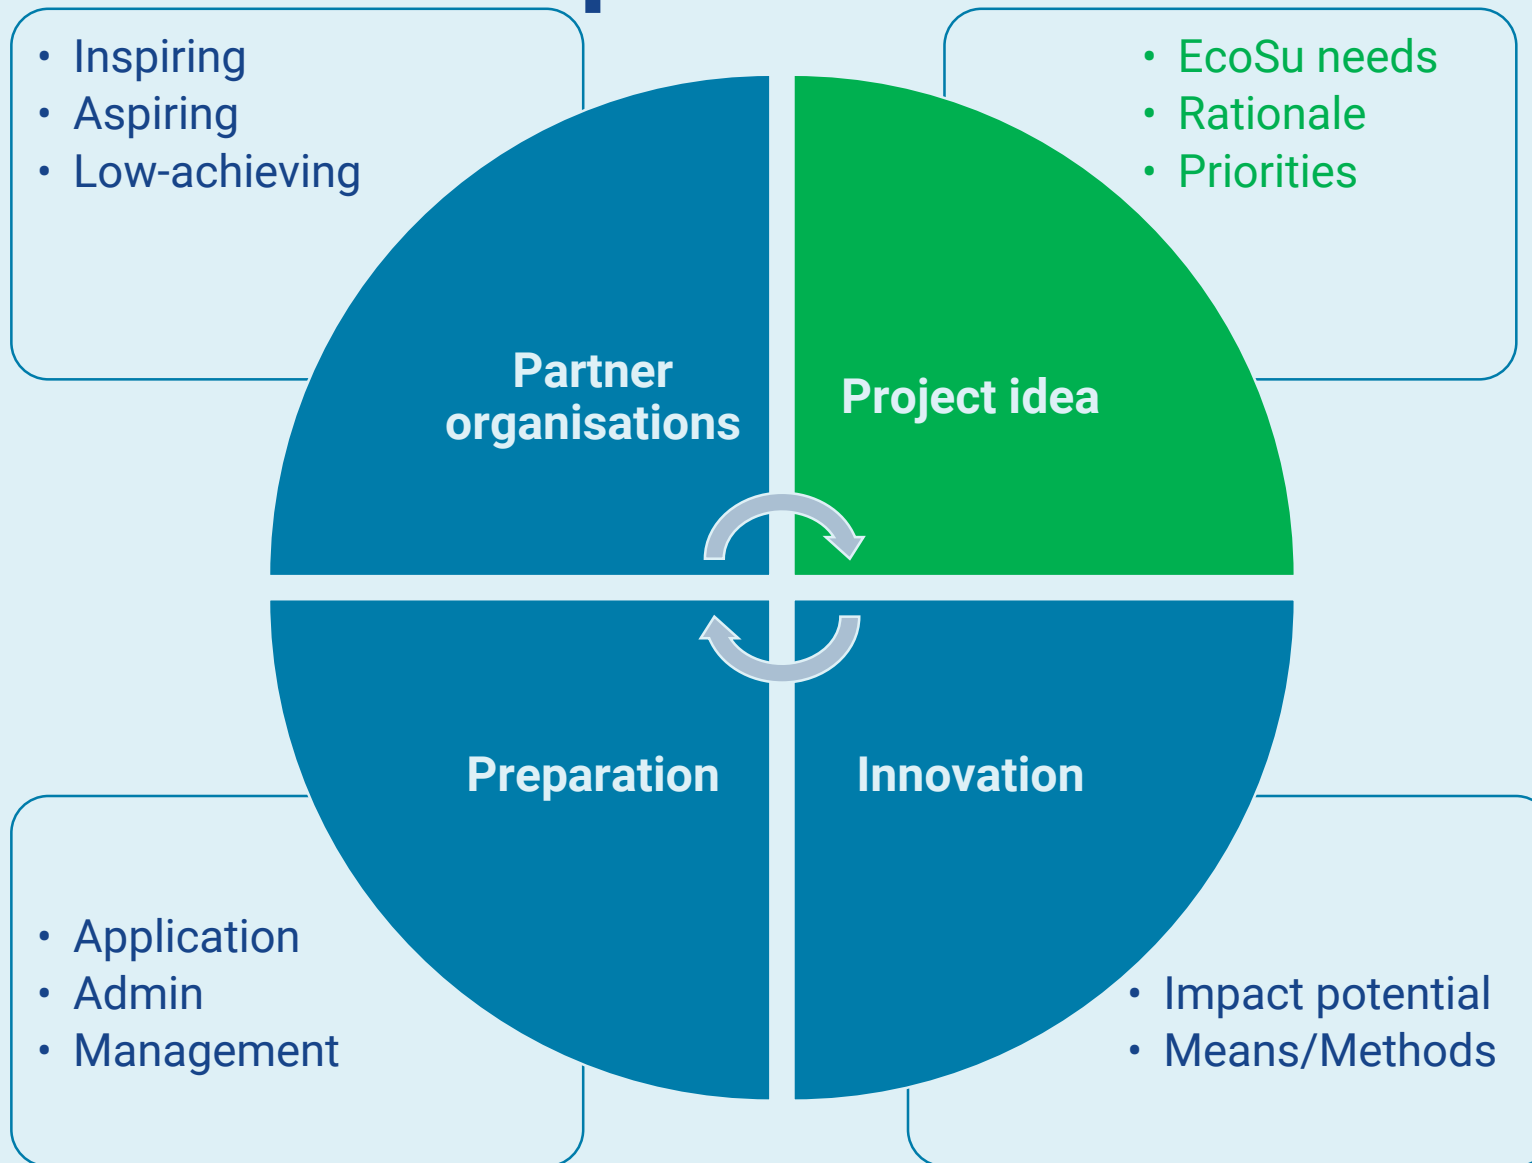 • Inspiring
• Aspiring
• Low-achieving
• EcoSu needs
• Rationale
• Priorities
Partner
organisations
Project idea
Preparation
Innovation
• Application
• Admin
• Management
• Impact potential
• Means/Methods